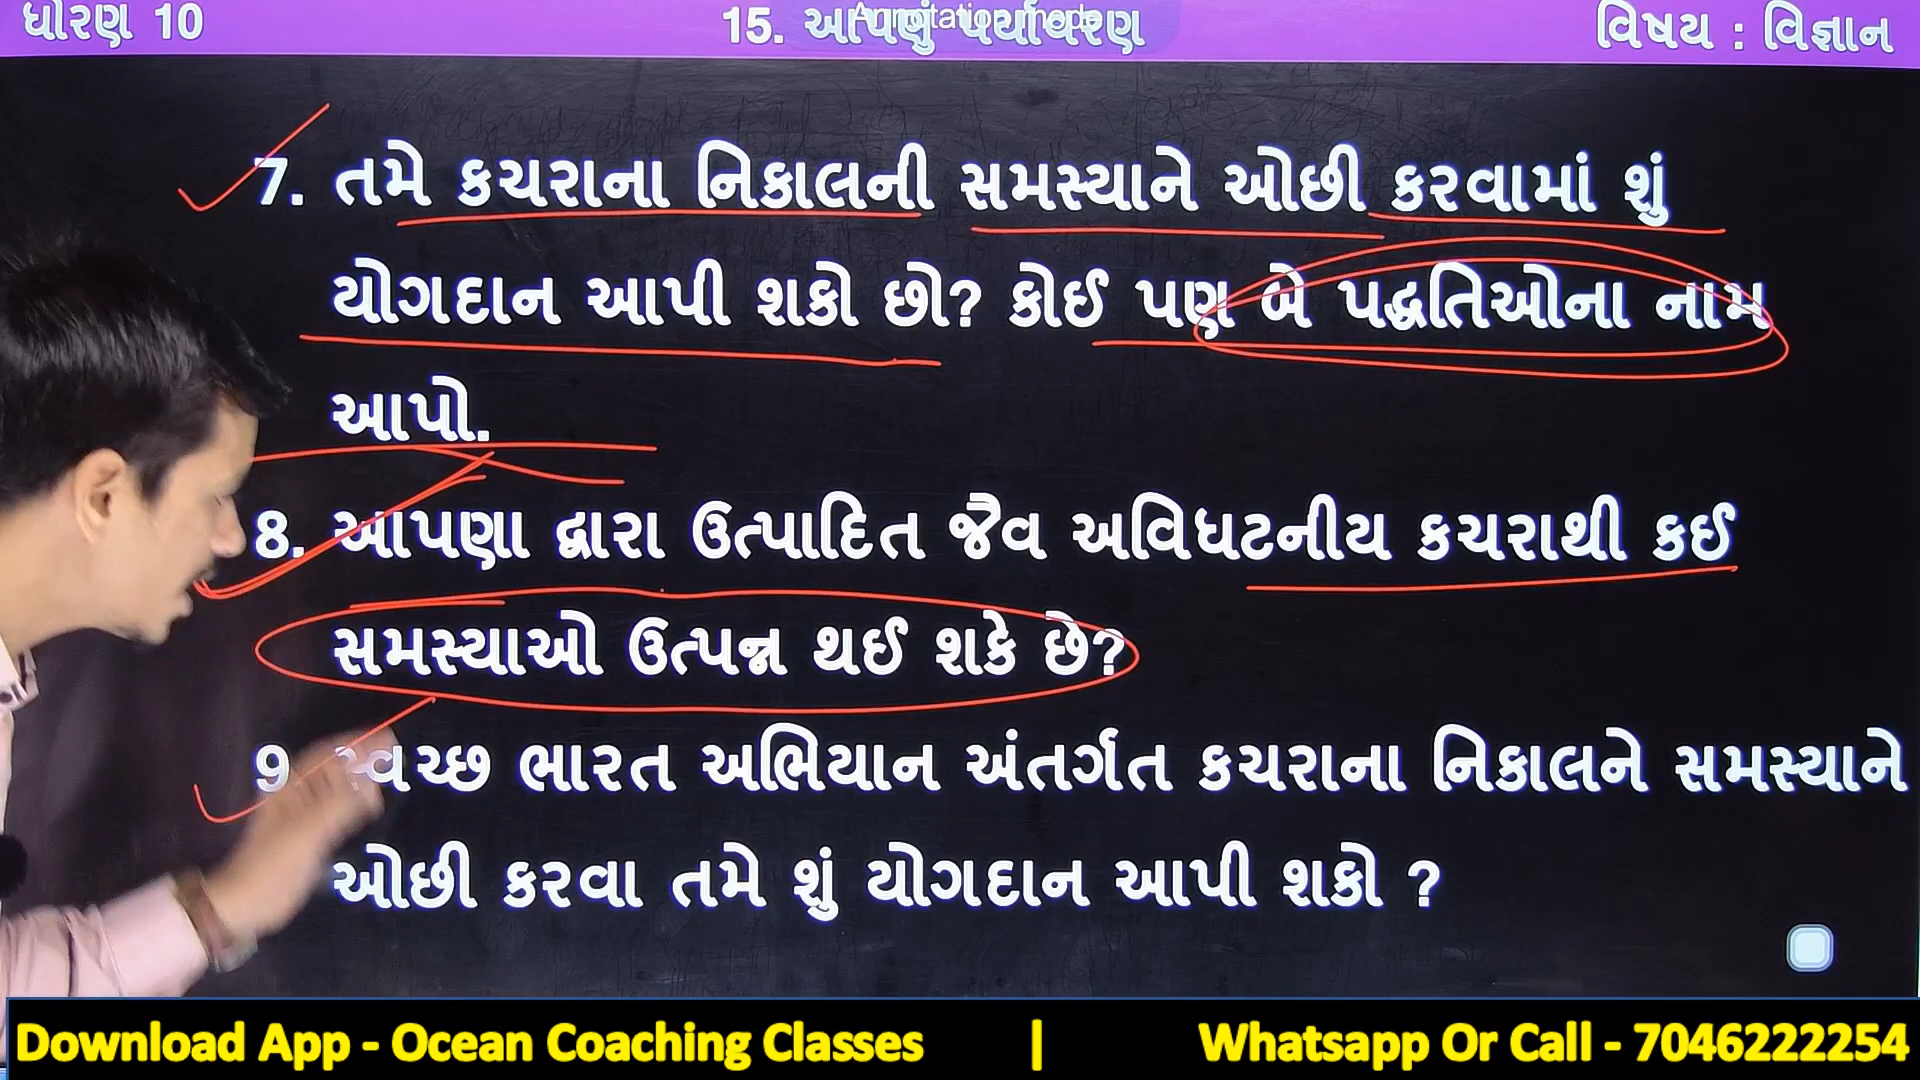 ધોરણ 10
15. આપણું પર્યાવરણ
વિષય : વિજ્ઞાન
7. તમે કચરાના નિકાલની સમસ્યાને ઓછી કરવામાં શું
યોગદાન આપી શકો છો? કોઈ પણ બે પદ્ધતિઓના નામ
આપો.
8. આપણા દ્વારા ઉત્પાદિત જૈવ અવિઘટનીય કચરાથી કઈ
સમસ્યાઓ ઉત્પન્ન થઈ શકે છે?
9 સ્વચ્છ ભારત અભિયાન અંતર્ગત કચરાના નિકાલને સમસ્યાને
ઓછી કરવા તમે શું યોગદાન આપી શકો ?
Download App - Ocean Coaching Classes | Whatsapp Or Call - 7046222254